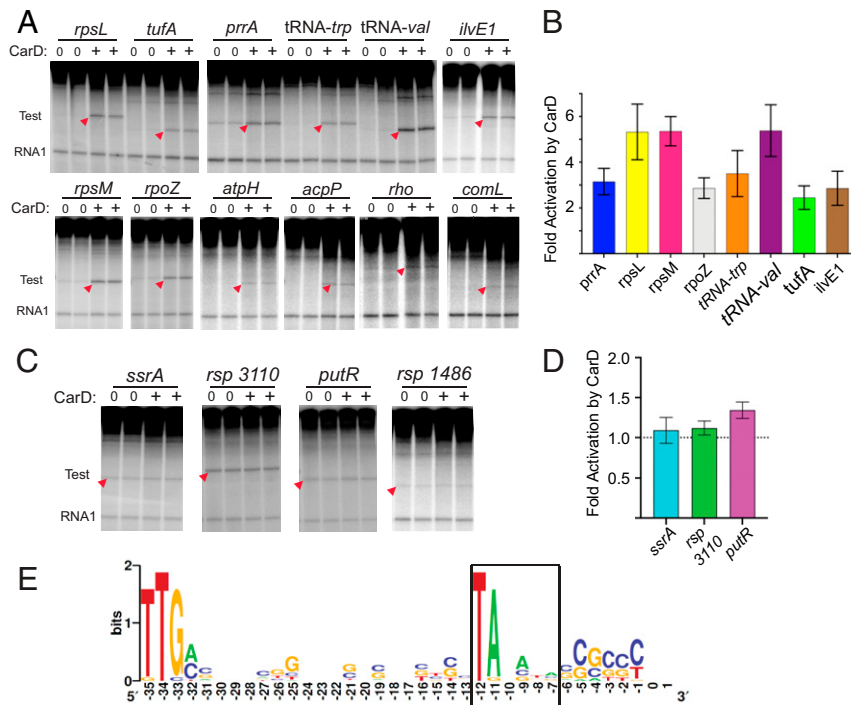 A
rpsL tufA prrA tRNA-trp tRNA-val ilvE1
CarD: 0 0 + + 0 0 + + 0 0 + + 0 0 + + 0 0 + + 0 0 + +
Test
RNA1
rpsM rpoZ atpH acpP rho comL
CarD: 0 0 + + 0 0 + + 0 0 + + 0 0 + + 0 0 + + 0 0 + +
Test
RNA1
B
Fold Activation by CarD
6
4
2
prrA rpsL rpsM rpoZ tRNA-trp tRNA-val tufA ilvE1
C
ssrA rsp 3110 putR rsp 1486
CarD: 0 0 + + 0 0 + + 0 0 + + 0 0 + +
Test
RNA1
D
Fold Activation by CarD
2.0
1.5
1.0
0.5
ssrA rsp 3110 putR
E
bits
2
1
0
TTGA
TA
CGCCC
5′ -35 -34 -33 -32 -31 -30 -29 -28 -27 -26 -25 -24 -23 -22 -21 -20 -19 -18 -17 -16 -15 -14 -13 -12 -11 -10 -9 -8 -7 -6 -5 -4 -3 -2 -1 0 1 3′